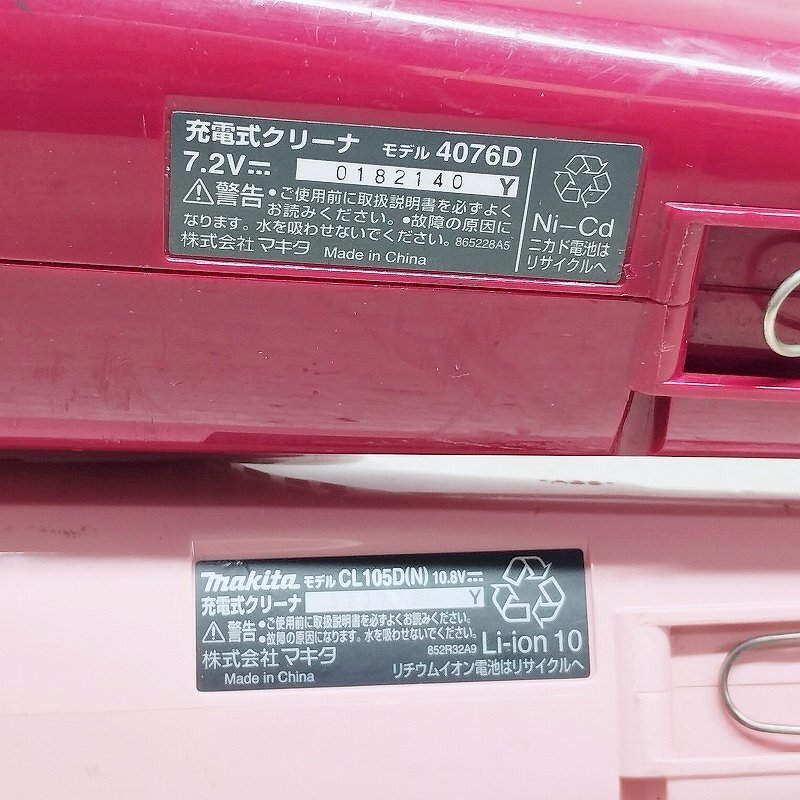 充電式クリーナ モデル 4076D
7.2V⎓ 0182140 Y
⚠警告 •ご使用前に取扱説明書を必ずよく
お読みください。•故障の原因に
なります。水を吸わせないでください。 865228A5
株式会社 マキタ Made in China
Ni-Cd
ニカド電池は
リサイクルへ
makita モデル CL105D(N) 10.8V⎓
充電式クリーナ Y
⚠警告 •ご使用前に取扱説明書を必ずよくお読みください。
•故障の原因になります。水を吸わせないでください。
852R32A9
株式会社 マキタ
Made in China
Li-ion 10
リチウムイオン電池はリサイクルへ